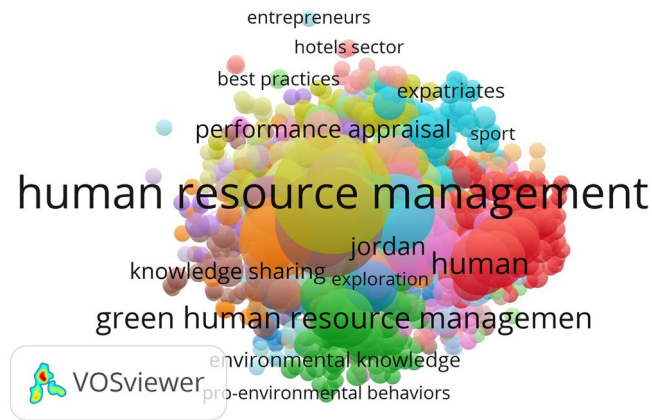 entrepreneurs
hotels sector
best practices
expatriates
performance appraisal
sport
human resource management
jordan
human
knowledge sharing
exploration
green human resource managemen
environmental knowledge
VOSviewer
pro-environmental behaviors